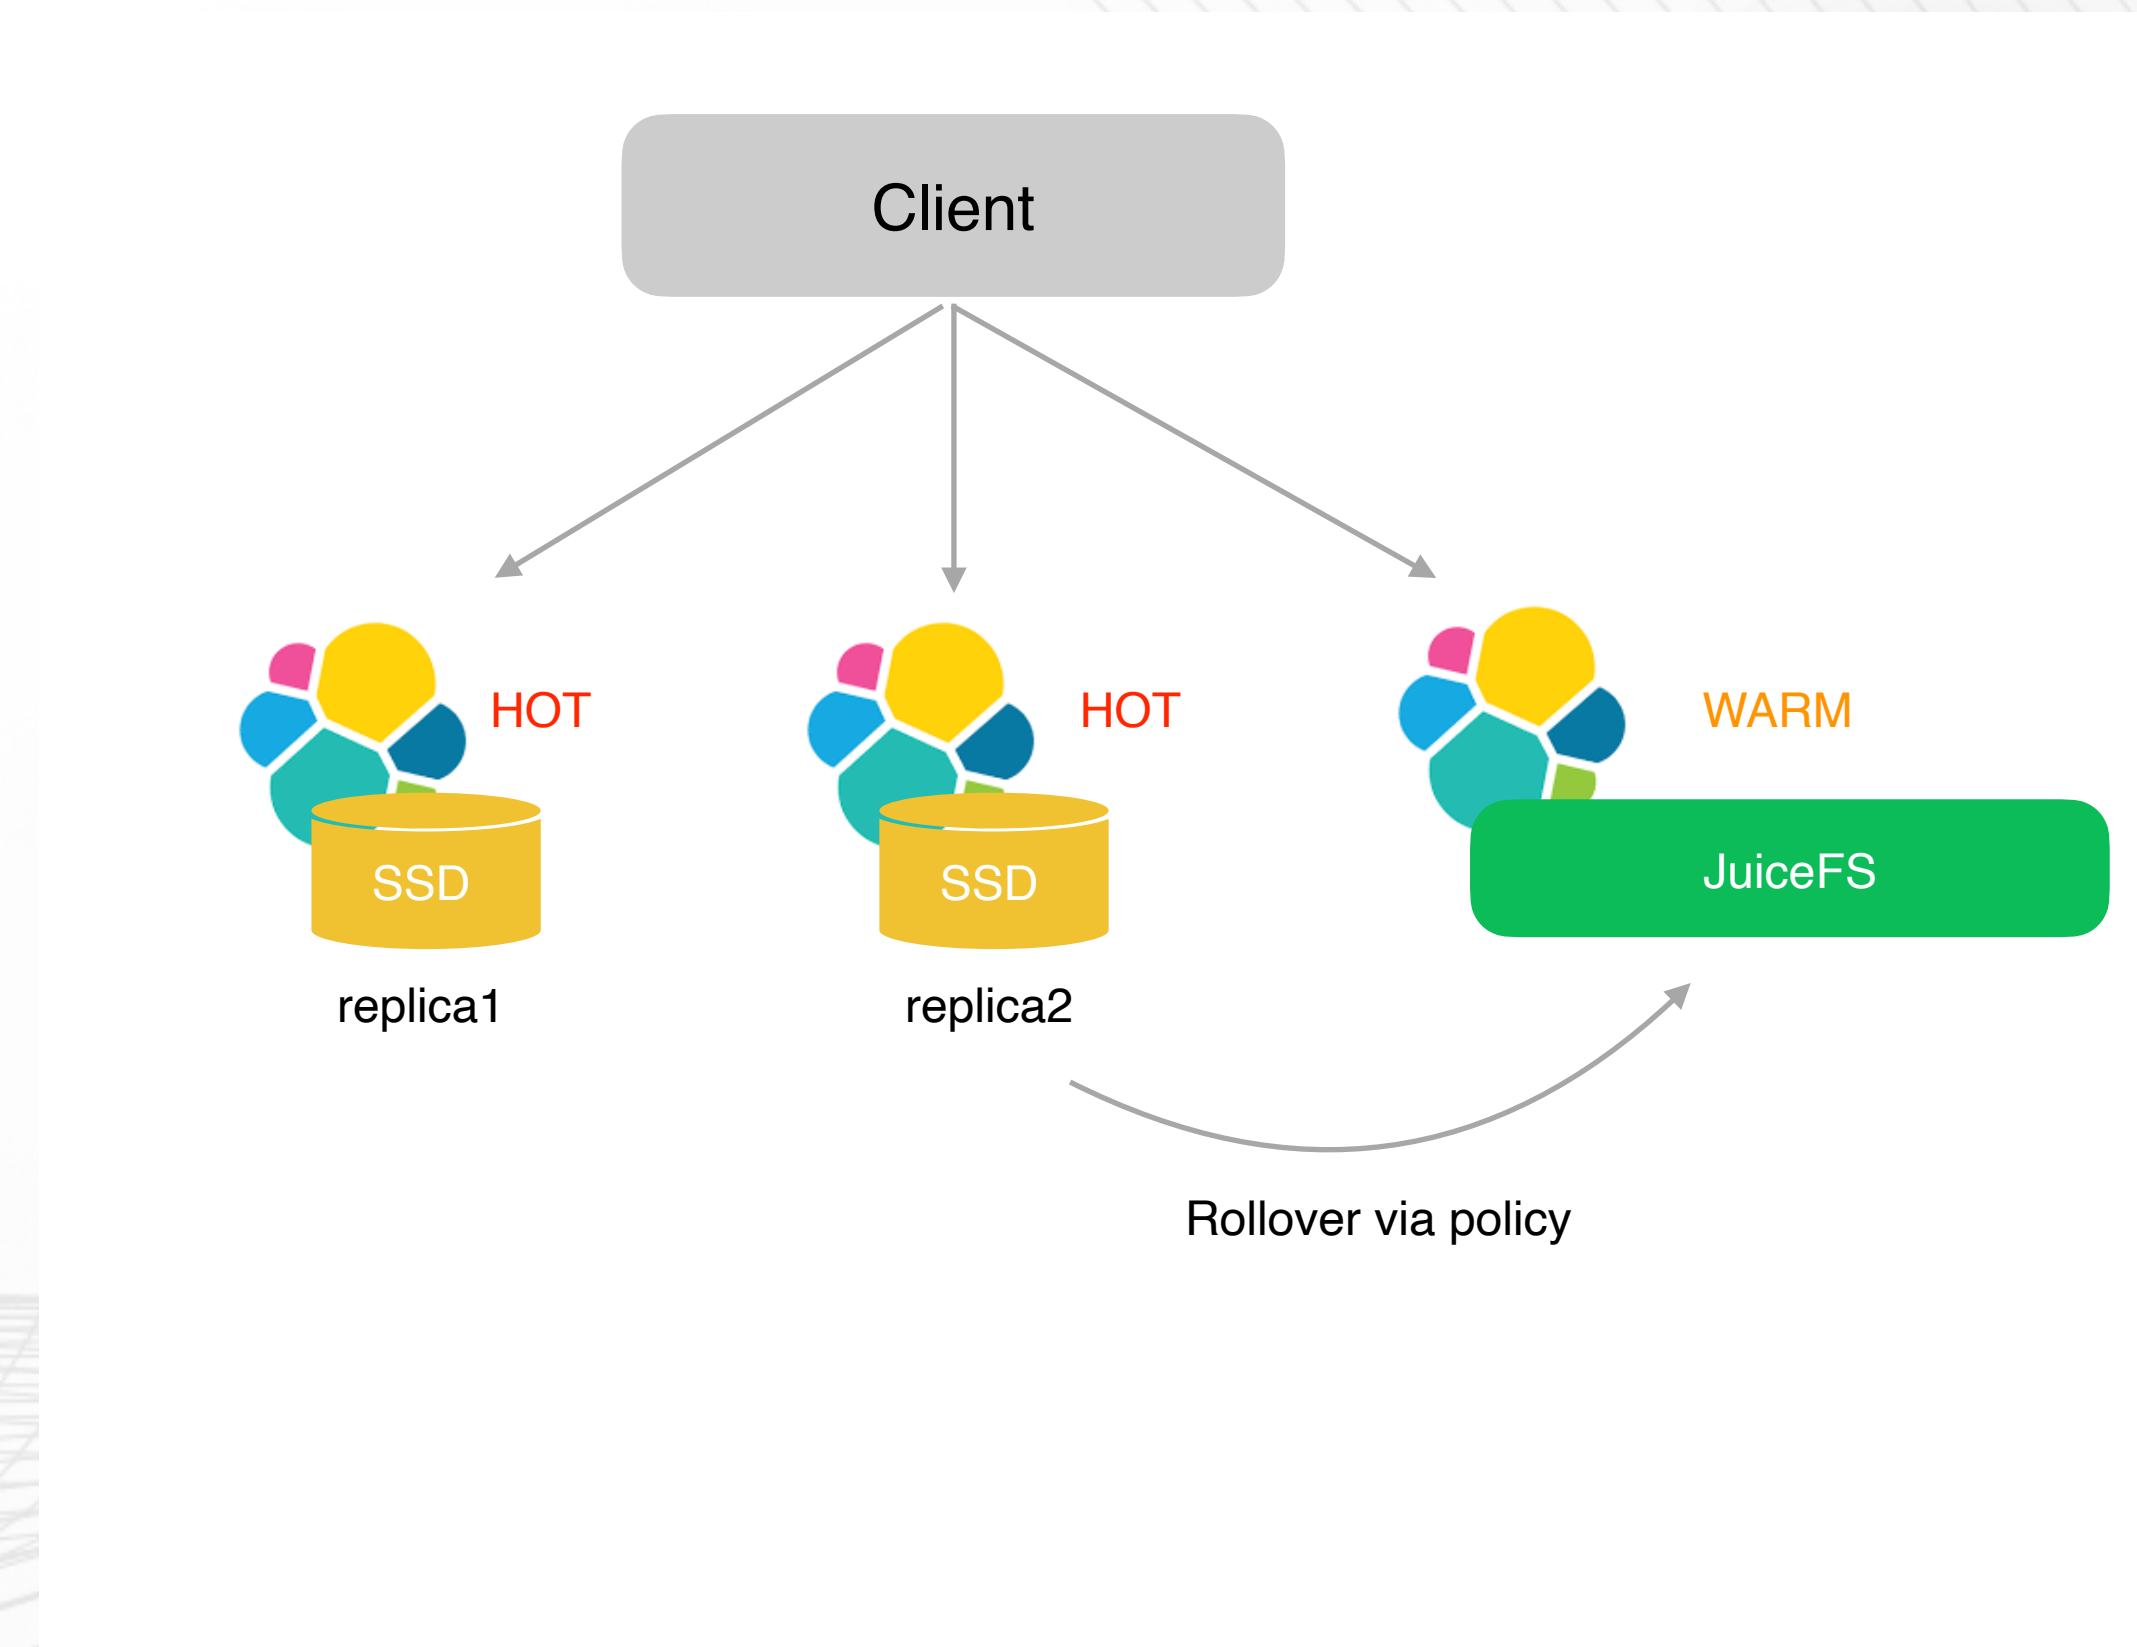 Client
HOT
HOT
WARM
SSD
SSD
JuiceFS
replica1
replica2
Rollover via policy